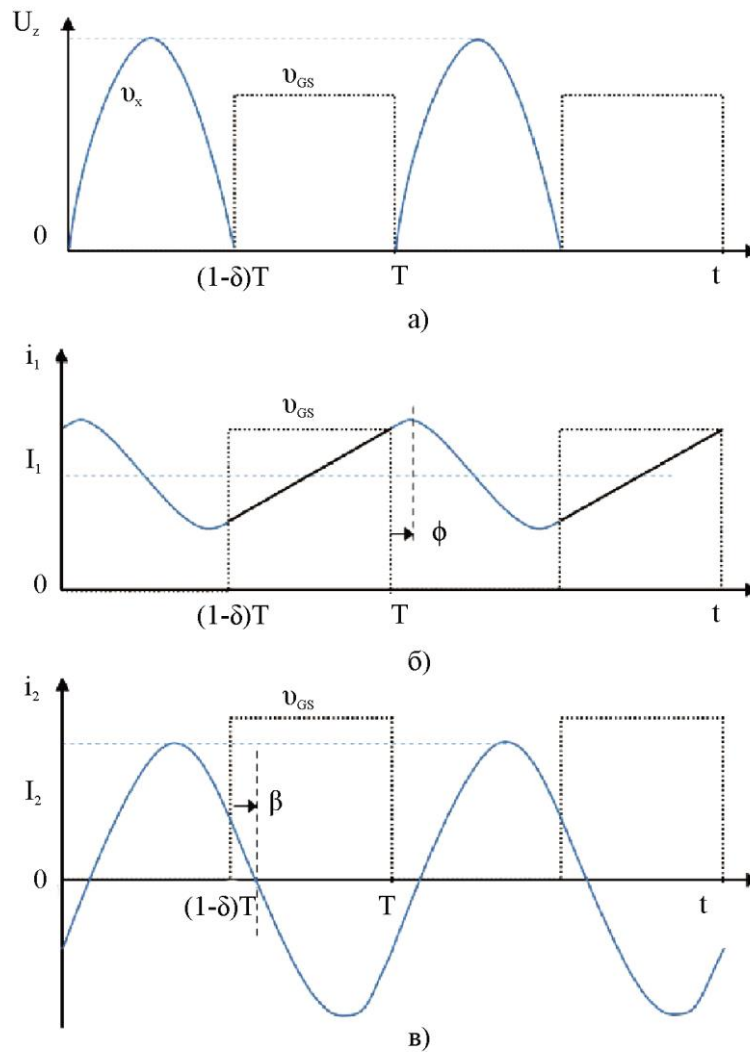 U_z
υ_x
υ_GS
0
(1-δ)T T t
а)
i_1
υ_GS
I_1
ϕ
0
(1-δ)T T t
б)
i_2
υ_GS
I_2
β
0
(1-δ)T T t
в)